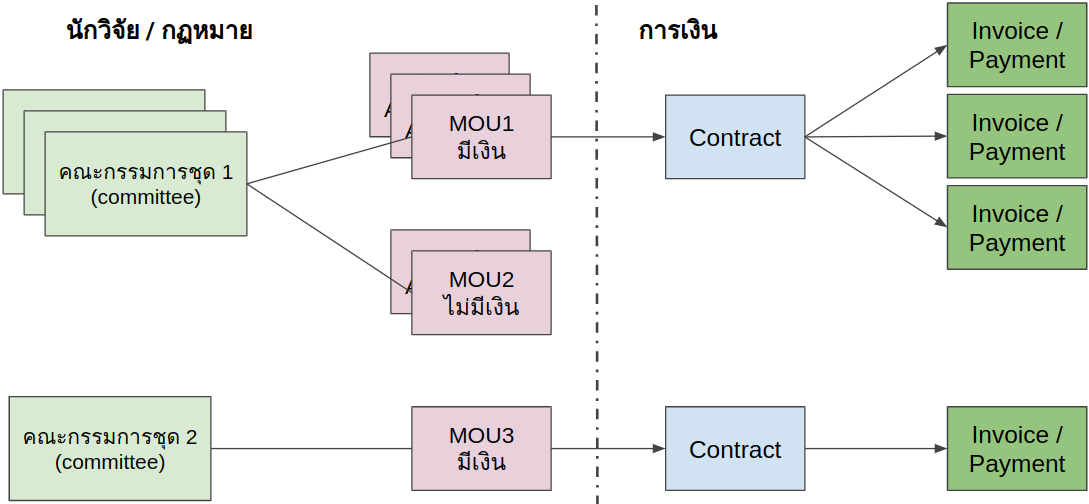 นักวิจัย / กฏหมาย
การเงิน
Invoice /
Payment
MOU1
มีเงิน
Contract
Invoice /
Payment
คณะกรรมการชุด 1
(committee)
Invoice /
Payment
MOU2
ไม่มีเงิน
คณะกรรมการชุด 2
(committee)
MOU3
มีเงิน
Contract
Invoice /
Payment